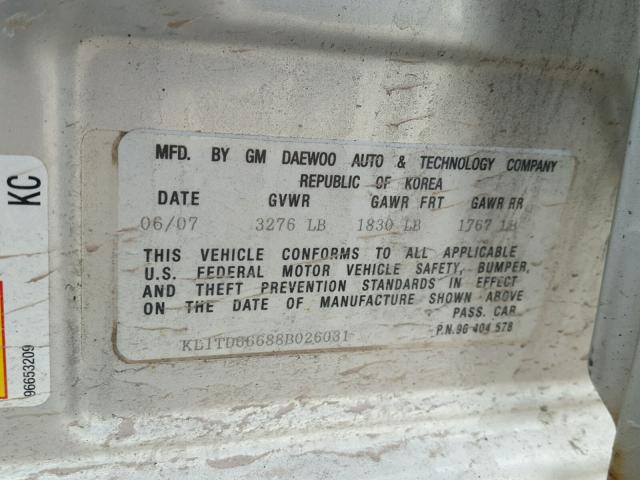 MFD. BY GM DAEWOO AUTO & TECHNOLOGY COMPANY
REPUBLIC OF KOREA
DATE GVWR GAWR FRT GAWR RR
06/07 3276 LB 1830 LB 1767 LB
THIS VEHICLE CONFORMS TO ALL APPLICABLE
U.S. FEDERAL MOTOR VEHICLE SAFETY, BUMPER,
AND THEFT PREVENTION STANDARDS IN EFFECT
ON THE DATE OF MANUFACTURE SHOWN ABOVE
PASS. CAR
KL1TD66688B026031
P.N.96 404 578
KC
96653209